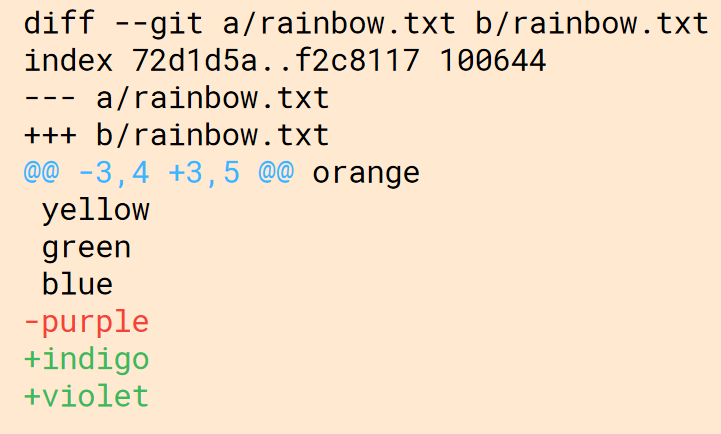 diff --git a/rainbow.txt b/rainbow.txt
index 72d1d5a..f2c8117 100644
--- a/rainbow.txt
+++ b/rainbow.txt
@@ -3,4 +3,5 @@ orange
 yellow
 green
 blue
-purple
+indigo
+violet